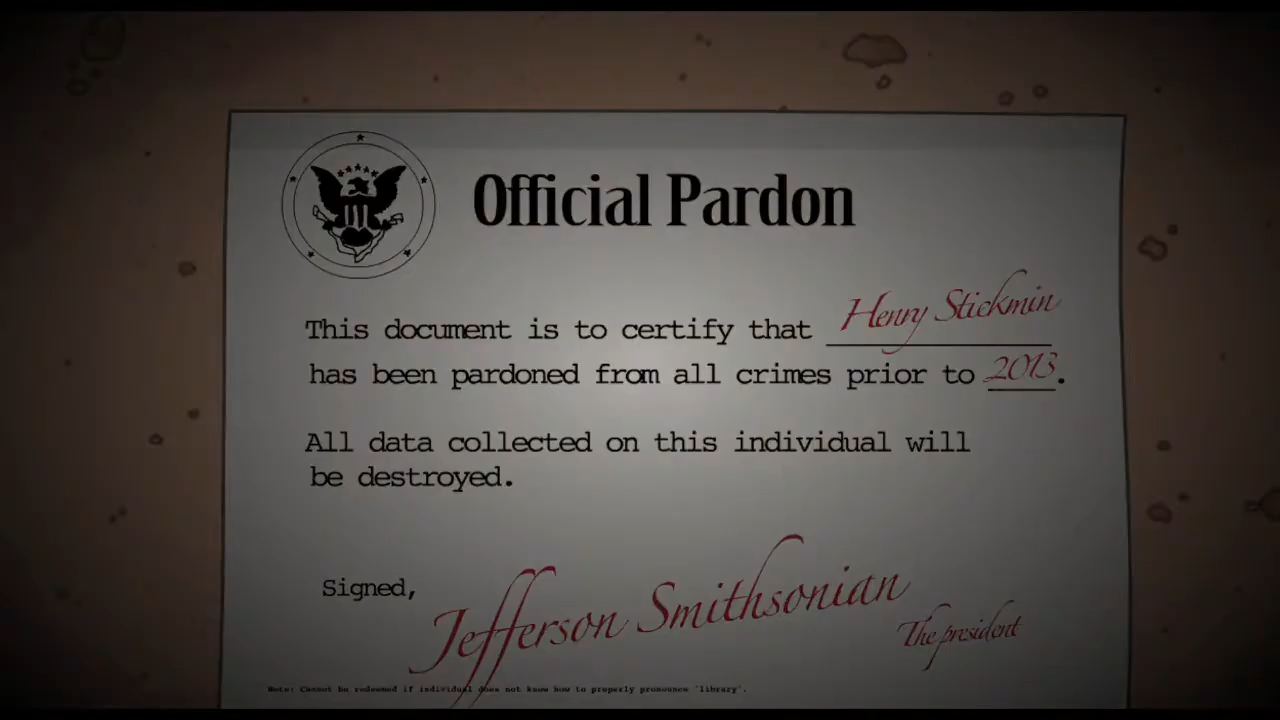 Official Pardon
This document is to certify that Henry Stickmin
has been pardoned from all crimes prior to 2013.
All data collected on this individual will
be destroyed.
Signed,
Jefferson Smithsonian
The president
Note: Cannot be redeemed if individual does not know how to properly pronounce 'library'.